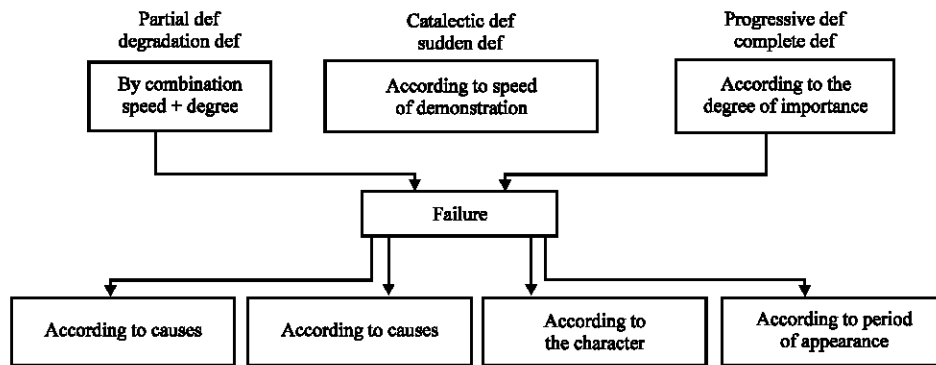 Partial def
degradation def
Catalectic def
sudden def
Progressive def
complete def
By combination
speed + degree
According to speed
of demonstration
According to the
degree of importance
Failure
According to causes
According to causes
According to
the character
According to period
of appearance